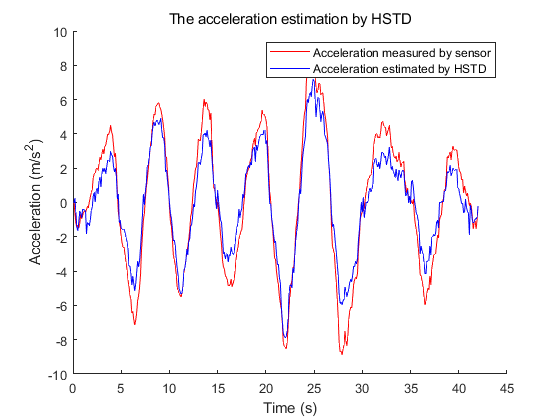 The acceleration estimation by HSTD
Acceleration measured by sensor
Acceleration estimated by HSTD
Acceleration (m/s²)
10
8
6
4
2
0
-2
-4
-6
-8
-10
0 5 10 15 20 25 30 35 40 45
Time (s)